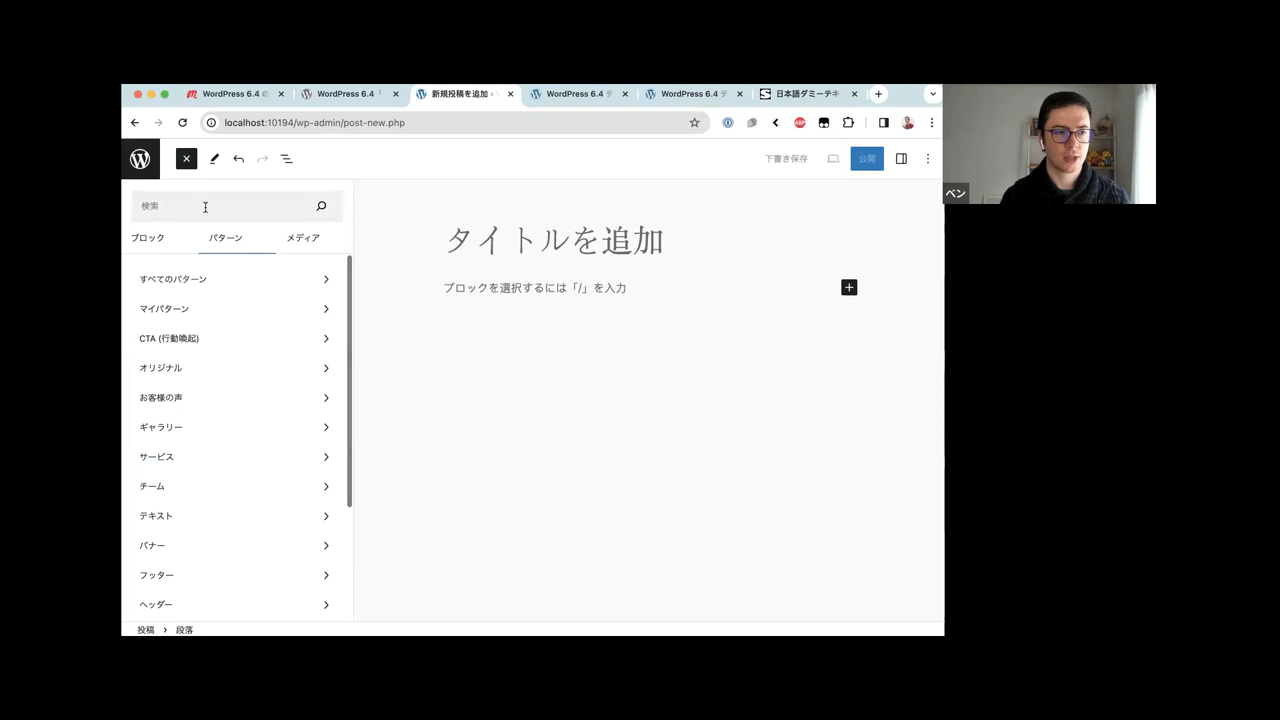 WordPress 6.4 の
WordPress 6.4 「
新規投稿を追加 ‹
WordPress 6.4 テ
WordPress 6.4 テ
日本語ダミーテキ
localhost:10194/wp-admin/post-new.php
下書き保存
公開
検索
ブロック パターン メディア
すべてのパターン
マイパターン
CTA (行動喚起)
オリジナル
お客様の声
ギャラリー
サービス
チーム
テキスト
バナー
フッター
ヘッダー
タイトルを追加
ブロックを選択するには「/」を入力
投稿 › 段落
ベン